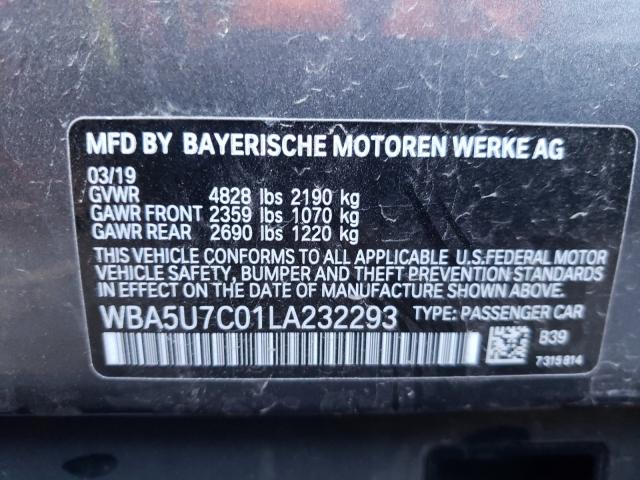 MFD BY BAYERISCHE MOTOREN WERKE AG
03/19
GVWR 4828 lbs 2190 kg
GAWR FRONT 2359 lbs 1070 kg
GAWR REAR 2690 lbs 1220 kg
THIS VEHICLE CONFORMS TO ALL APPLICABLE U.S.FEDERAL MOTOR
VEHICLE SAFETY, BUMPER AND THEFT PREVENTION STANDARDS
IN EFFECT ON THE DATE OF MANUFACTURE SHOWN ABOVE.
WBA5U7C01LA232293 TYPE: PASSENGER CAR
B39
7315814